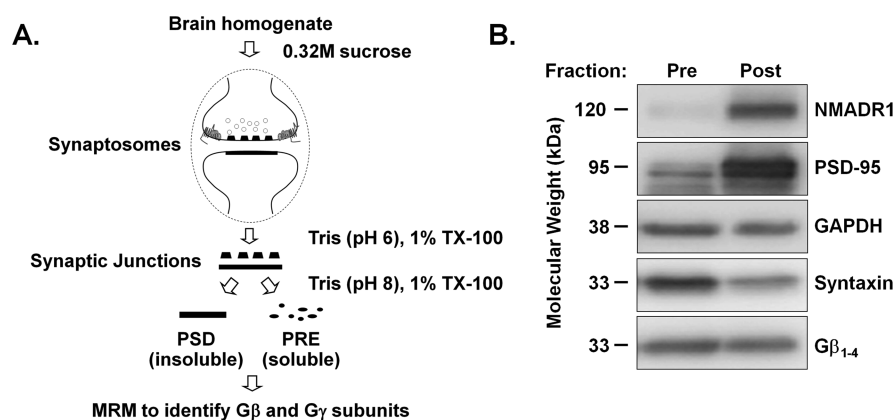 A.
Brain homogenate
0.32M sucrose
Synaptosomes
Tris (pH 6), 1% TX-100
Synaptic Junctions
Tris (pH 8), 1% TX-100
PSD
(insoluble)
PRE
(soluble)
MRM to identify Gβ and Gγ subunits
B.
Fraction: Pre Post
Molecular Weight (kDa)
120 NMADR1
95 PSD-95
38 GAPDH
33 Syntaxin
33 Gβ₁₋₄